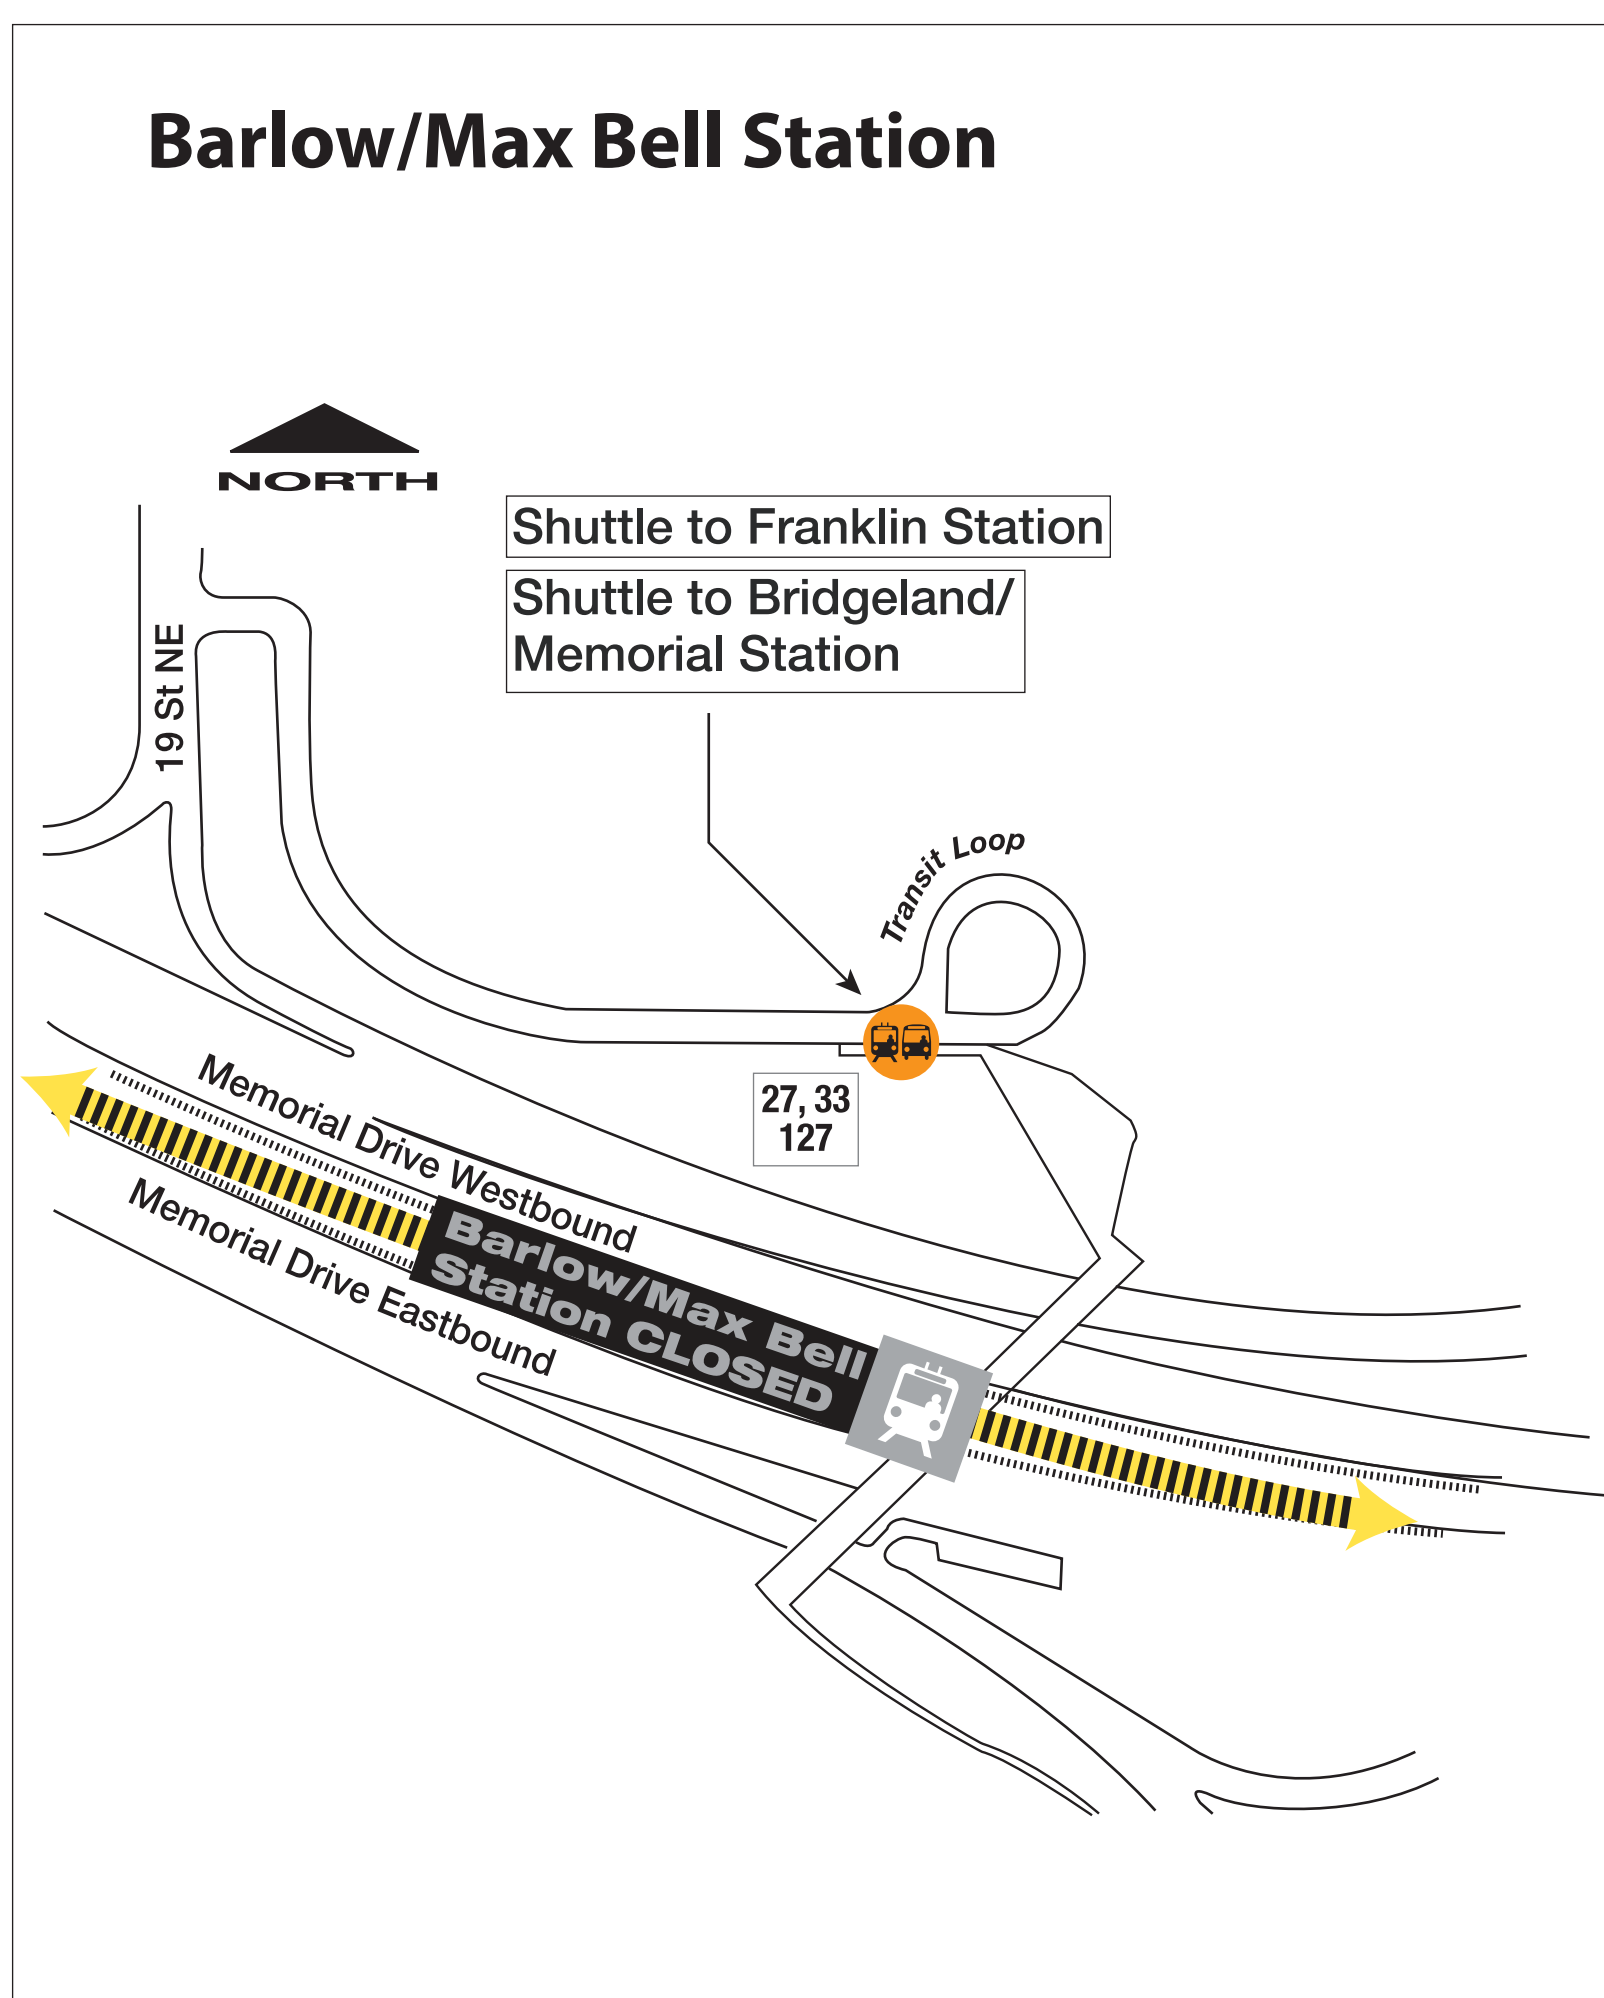 Barlow/Max Bell Station
NORTH
Shuttle to Franklin Station
Shuttle to Bridgeland/
Memorial Station
19 St NE
Transit Loop
27, 33
127
Memorial Drive Westbound
Barlow/Max Bell
Station CLOSED
Memorial Drive Eastbound